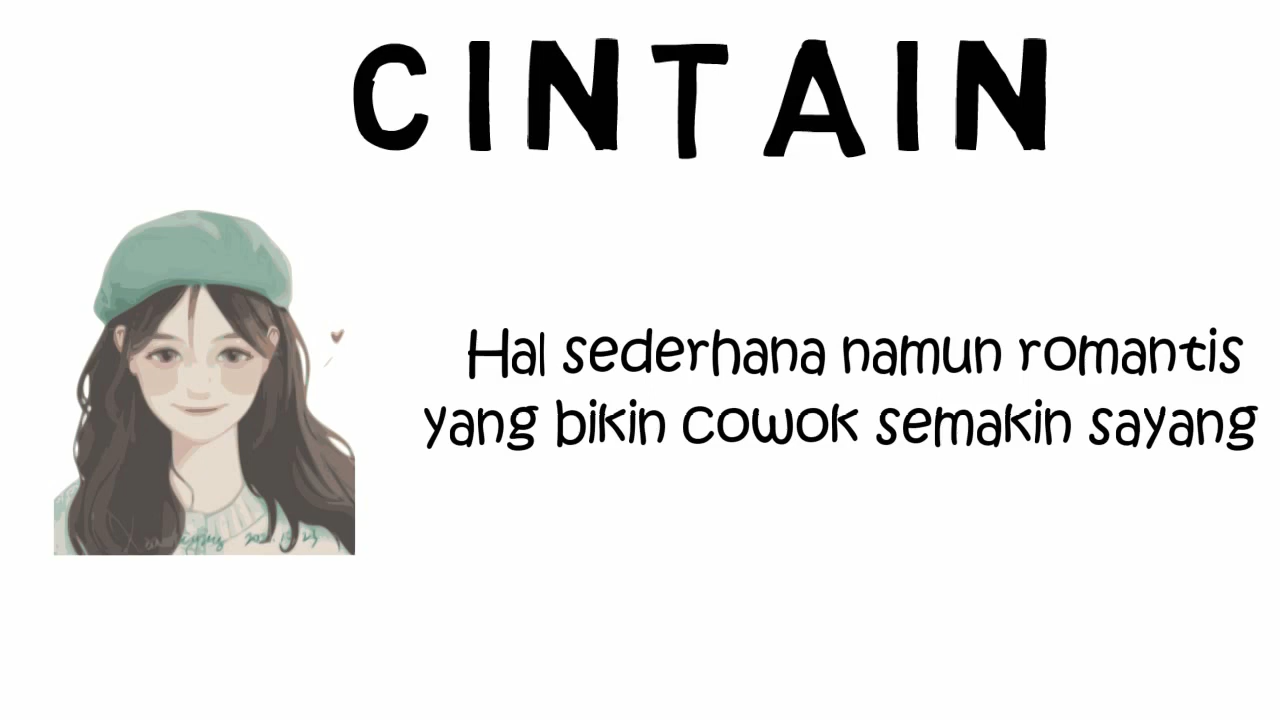 CINTAIN
Hal sederhana namun romantis
yang bikin cowok semakin sayang